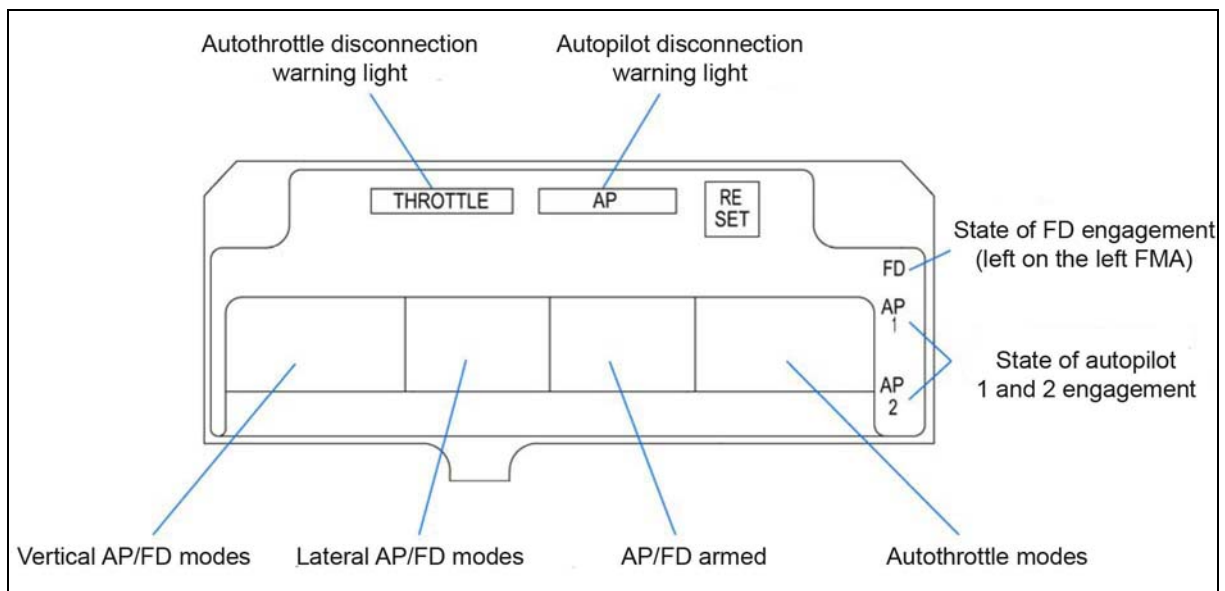 Autothrottle disconnection
warning light
Autopilot disconnection
warning light
THROTTLE
AP
RE
SET
State of FD engagement
(left on the left FMA)
FD
AP
1
State of autopilot
1 and 2 engagement
AP
2
Vertical AP/FD modes
Lateral AP/FD modes
AP/FD armed
Autothrottle modes